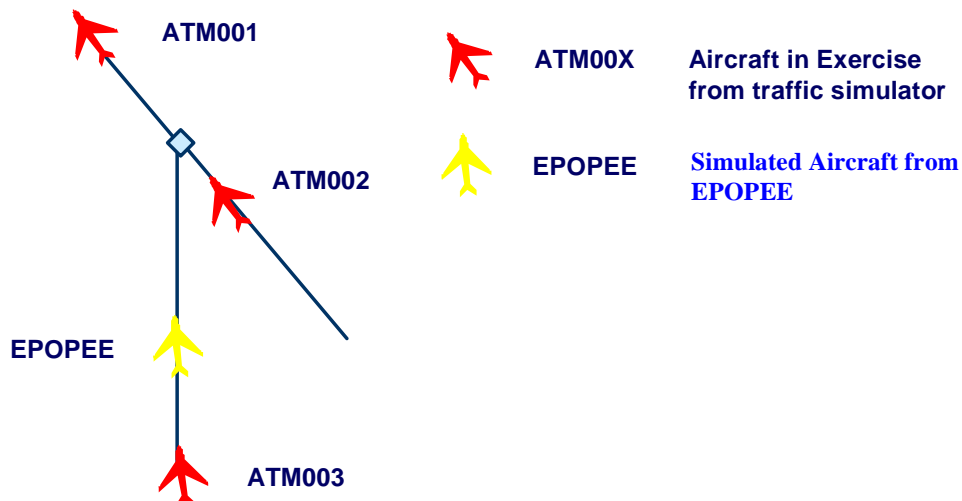 ATM001
ATM002
EPOPEE
ATM003
ATM00X
Aircraft in Exercise
from traffic simulator
EPOPEE
Simulated Aircraft from
EPOPEE